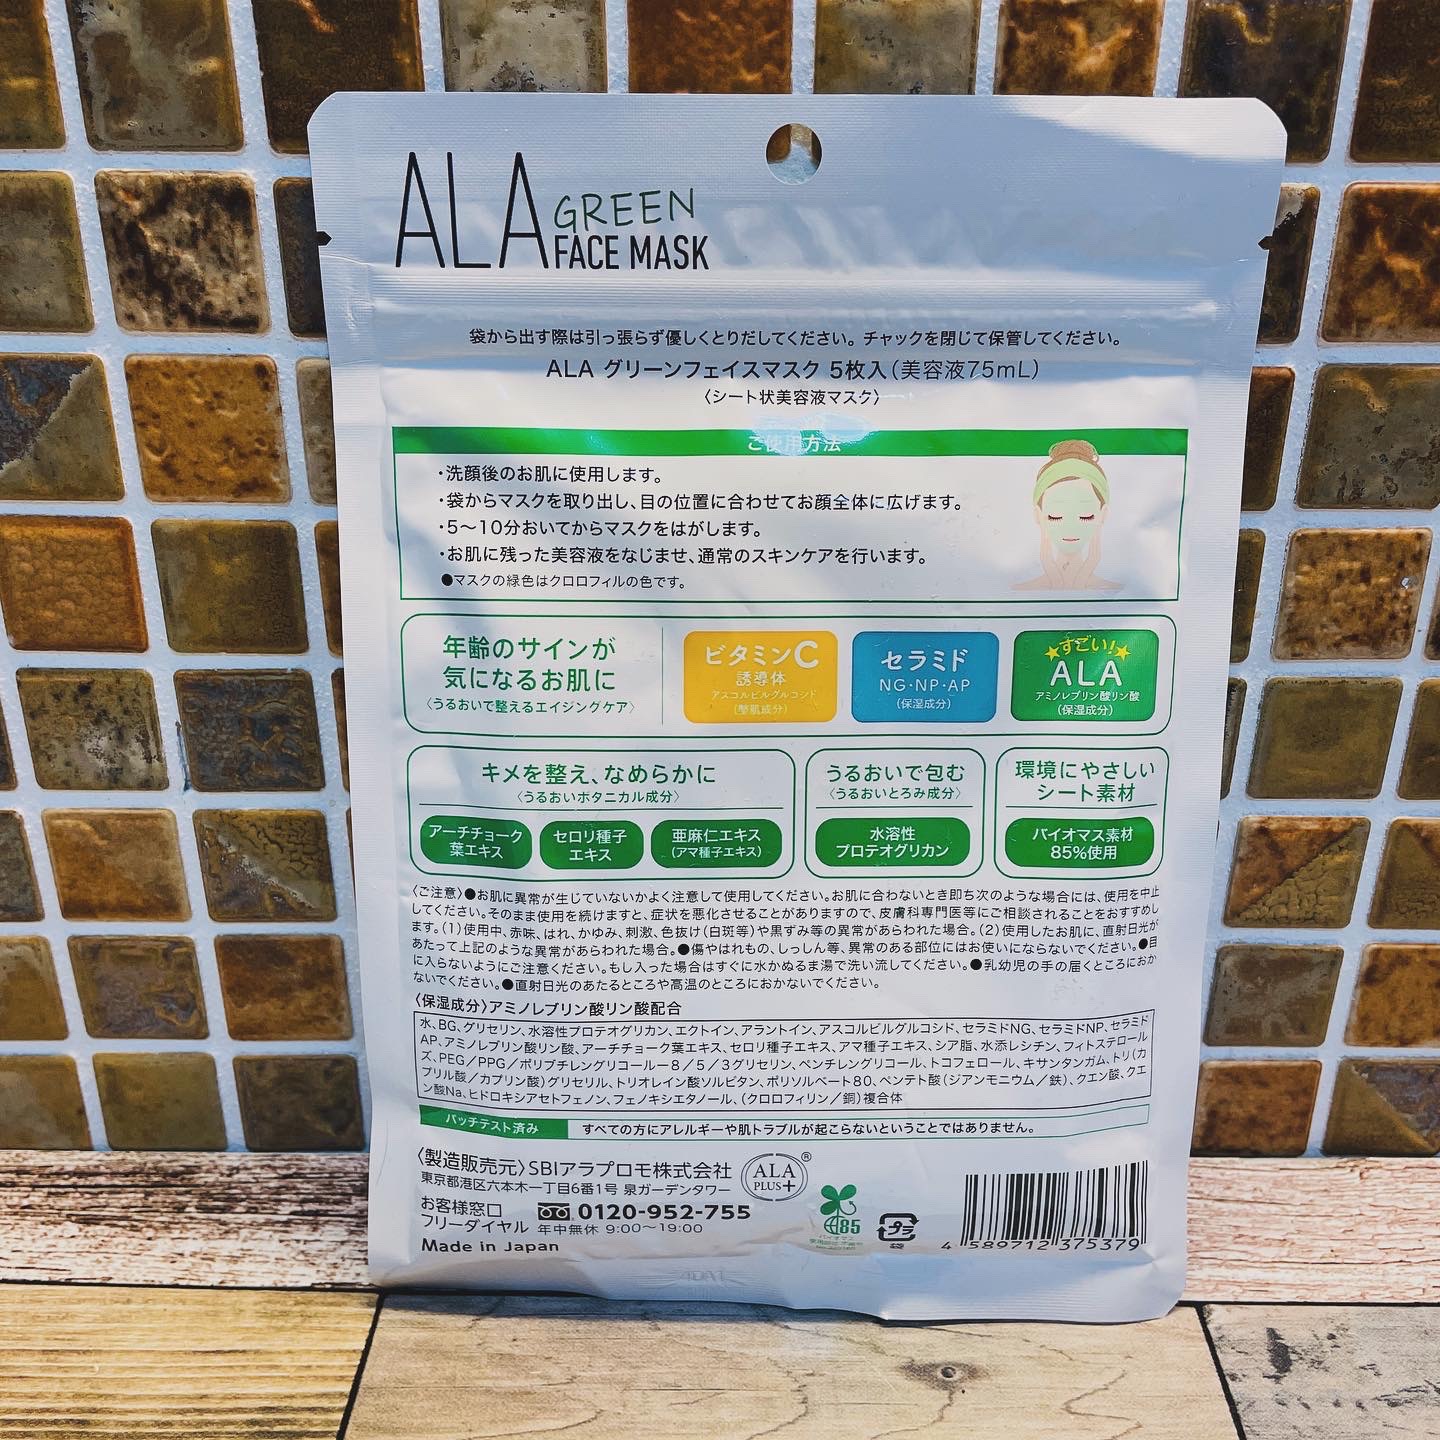 ALA GREEN
FACE MASK
袋から出す際は引っ張らず優しくとりだしてください。チャックを閉じて保管してください。
ALA グリーンフェイスマスク 5枚入(美容液75mL)
〈シート状美容液マスク〉
ご使用方法
・洗顔後のお肌に使用します。
・袋からマスクを取り出し、目の位置に合わせてお顔全体に広げます。
・5〜10分おいてからマスクをはがします。
・お肌に残った美容液をなじませ、通常のスキンケアを行います。
●マスクの緑色はクロロフィルの色です。
年齢のサインが
気になるお肌に
〈うるおいで整えるエイジングケア〉
ビタミンC
誘導体
アスコルビルグルコシド
(整肌成分)
セラミド
NG・NP・AP
(保湿成分)
すごい!
ALA
アミノレブリン酸リン酸
(保湿成分)
キメを整え、なめらかに
〈うるおいボタニカル成分〉
アーチチョーク
葉エキス
セロリ種子
エキス
亜麻仁エキス
(アマ種子エキス)
うるおいで包む
〈うるおいとろみ成分〉
水溶性
プロテオグリカン
環境にやさしい
シート素材
バイオマス素材
85%使用
〈ご注意〉●お肌に異常が生じていないかよく注意して使用してください。お肌に合わないとき即ち次のような場合には、使用を中止
してください。そのまま使用を続けますと、症状を悪化させることがありますので、皮膚科専門医等にご相談されることをおすすめし
ます。(1)使用中、赤味、はれ、かゆみ、刺激、色抜け(白斑等)や黒ずみ等の異常があらわれた場合。(2)使用したお肌に、直射日光が
あたって上記のような異常があらわれた場合。●傷やはれもの、しっしん等、異常のある部位にはお使いにならないでください。●目
に入らないようにご注意ください。もし入った場合はすぐに水かぬるま湯で洗い流してください。●乳幼児の手の届くところにおか
ないでください。●直射日光のあたるところや高温のところにおかないでください。
〈保湿成分〉アミノレブリン酸リン酸配合
水、BG、グリセリン、水溶性プロテオグリカン、エクトイン、アラントイン、アスコルビルグルコシド、セラミドNG、セラミドNP、セラミド
AP、アミノレブリン酸リン酸、アーチチョーク葉エキス、セロリ種子エキス、アマ種子エキス、シア脂、水添レシチン、フィトステロール
ズ、PEG/PPG/ポリブチレングリコール-8/5/3グリセリン、ペンチレングリコール、トコフェロール、キサンタンガム、トリ(カ
プリル酸/カプリン酸)グリセリル、トリオレイン酸ソルビタン、ポリソルベート80、ペンテト酸(ジアンモニウム/鉄)、クエン酸、クエ
ン酸Na、ヒドロキシアセトフェノン、フェノキシエタノール、(クロロフィリン/銅)複合体
パッチテスト済み すべての方にアレルギーや肌トラブルが起こらないということではありません。
〈製造販売元〉SBIアラプロモ株式会社
東京都港区六本木一丁目6番1号 泉ガーデンタワー
お客様窓口
フリーダイヤル
0120-952-755
年中無休 9:00〜19:00
Made in Japan
ALA
PLUS+
®
85
バイオマス
プラ
袋
4 589712 375379